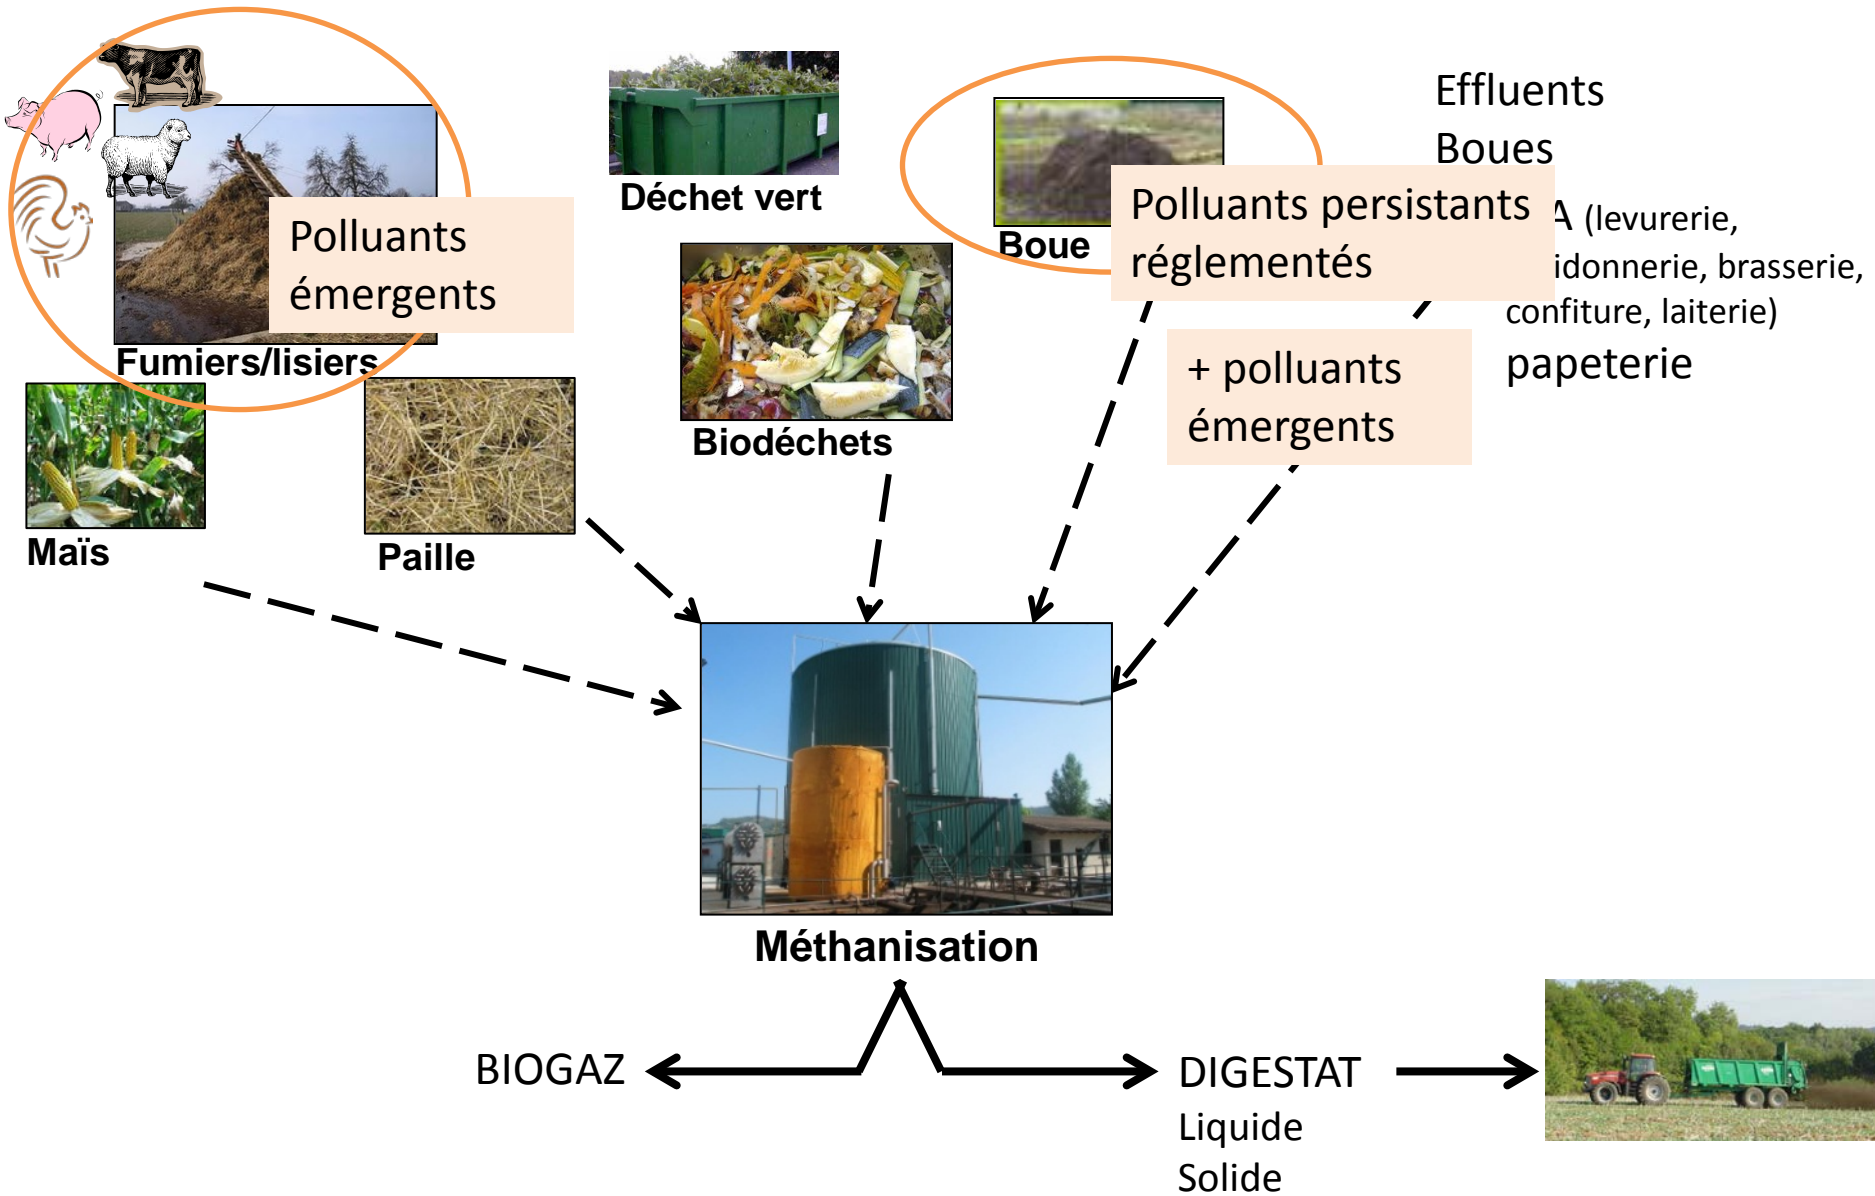 Effluents
Boues
(levurerie,
idonnerie, brasserie,
confiture, laiterie)
papeterie
Déchet vert
Polluants persistants
réglementés
Boue
Polluants
émergents
Fumiers/lisiers
+ polluants
émergents
Biodéchets
Maïs
Paille
Méthanisation
BIOGAZ
DIGESTAT
Liquide
Solide